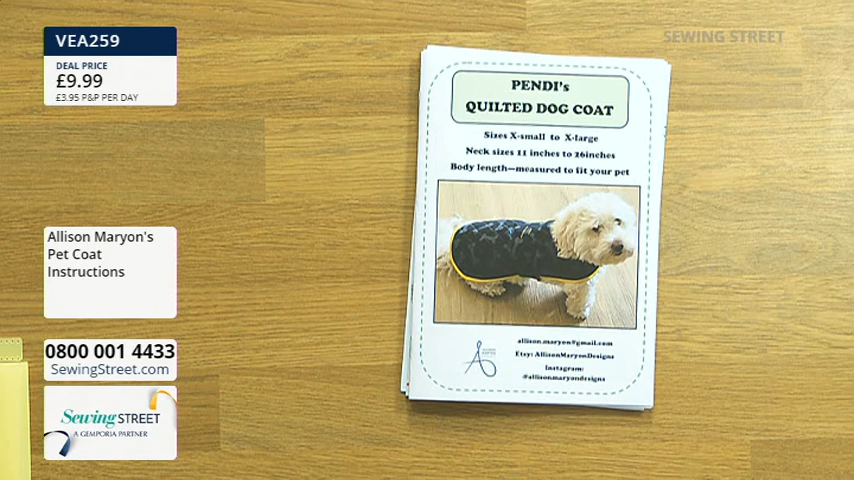 VEA259
DEAL PRICE
£9.99
£3.95 P&P PER DAY
Allison Maryon's
Pet Coat
Instructions
0800 001 4433
SewingStreet.com
Sewing STREET
A GEMPORIA PARTNER
SEWING STREET
PENDI's
QUILTED DOG COAT
Sizes X-small to X-large
Neck sizes 11 inches to 26inches
Body length—measured to fit your pet
allison.maryon@gmail.com
Etsy: AllisonMaryonDesigns
Instagram:
@allisonmaryondesigns